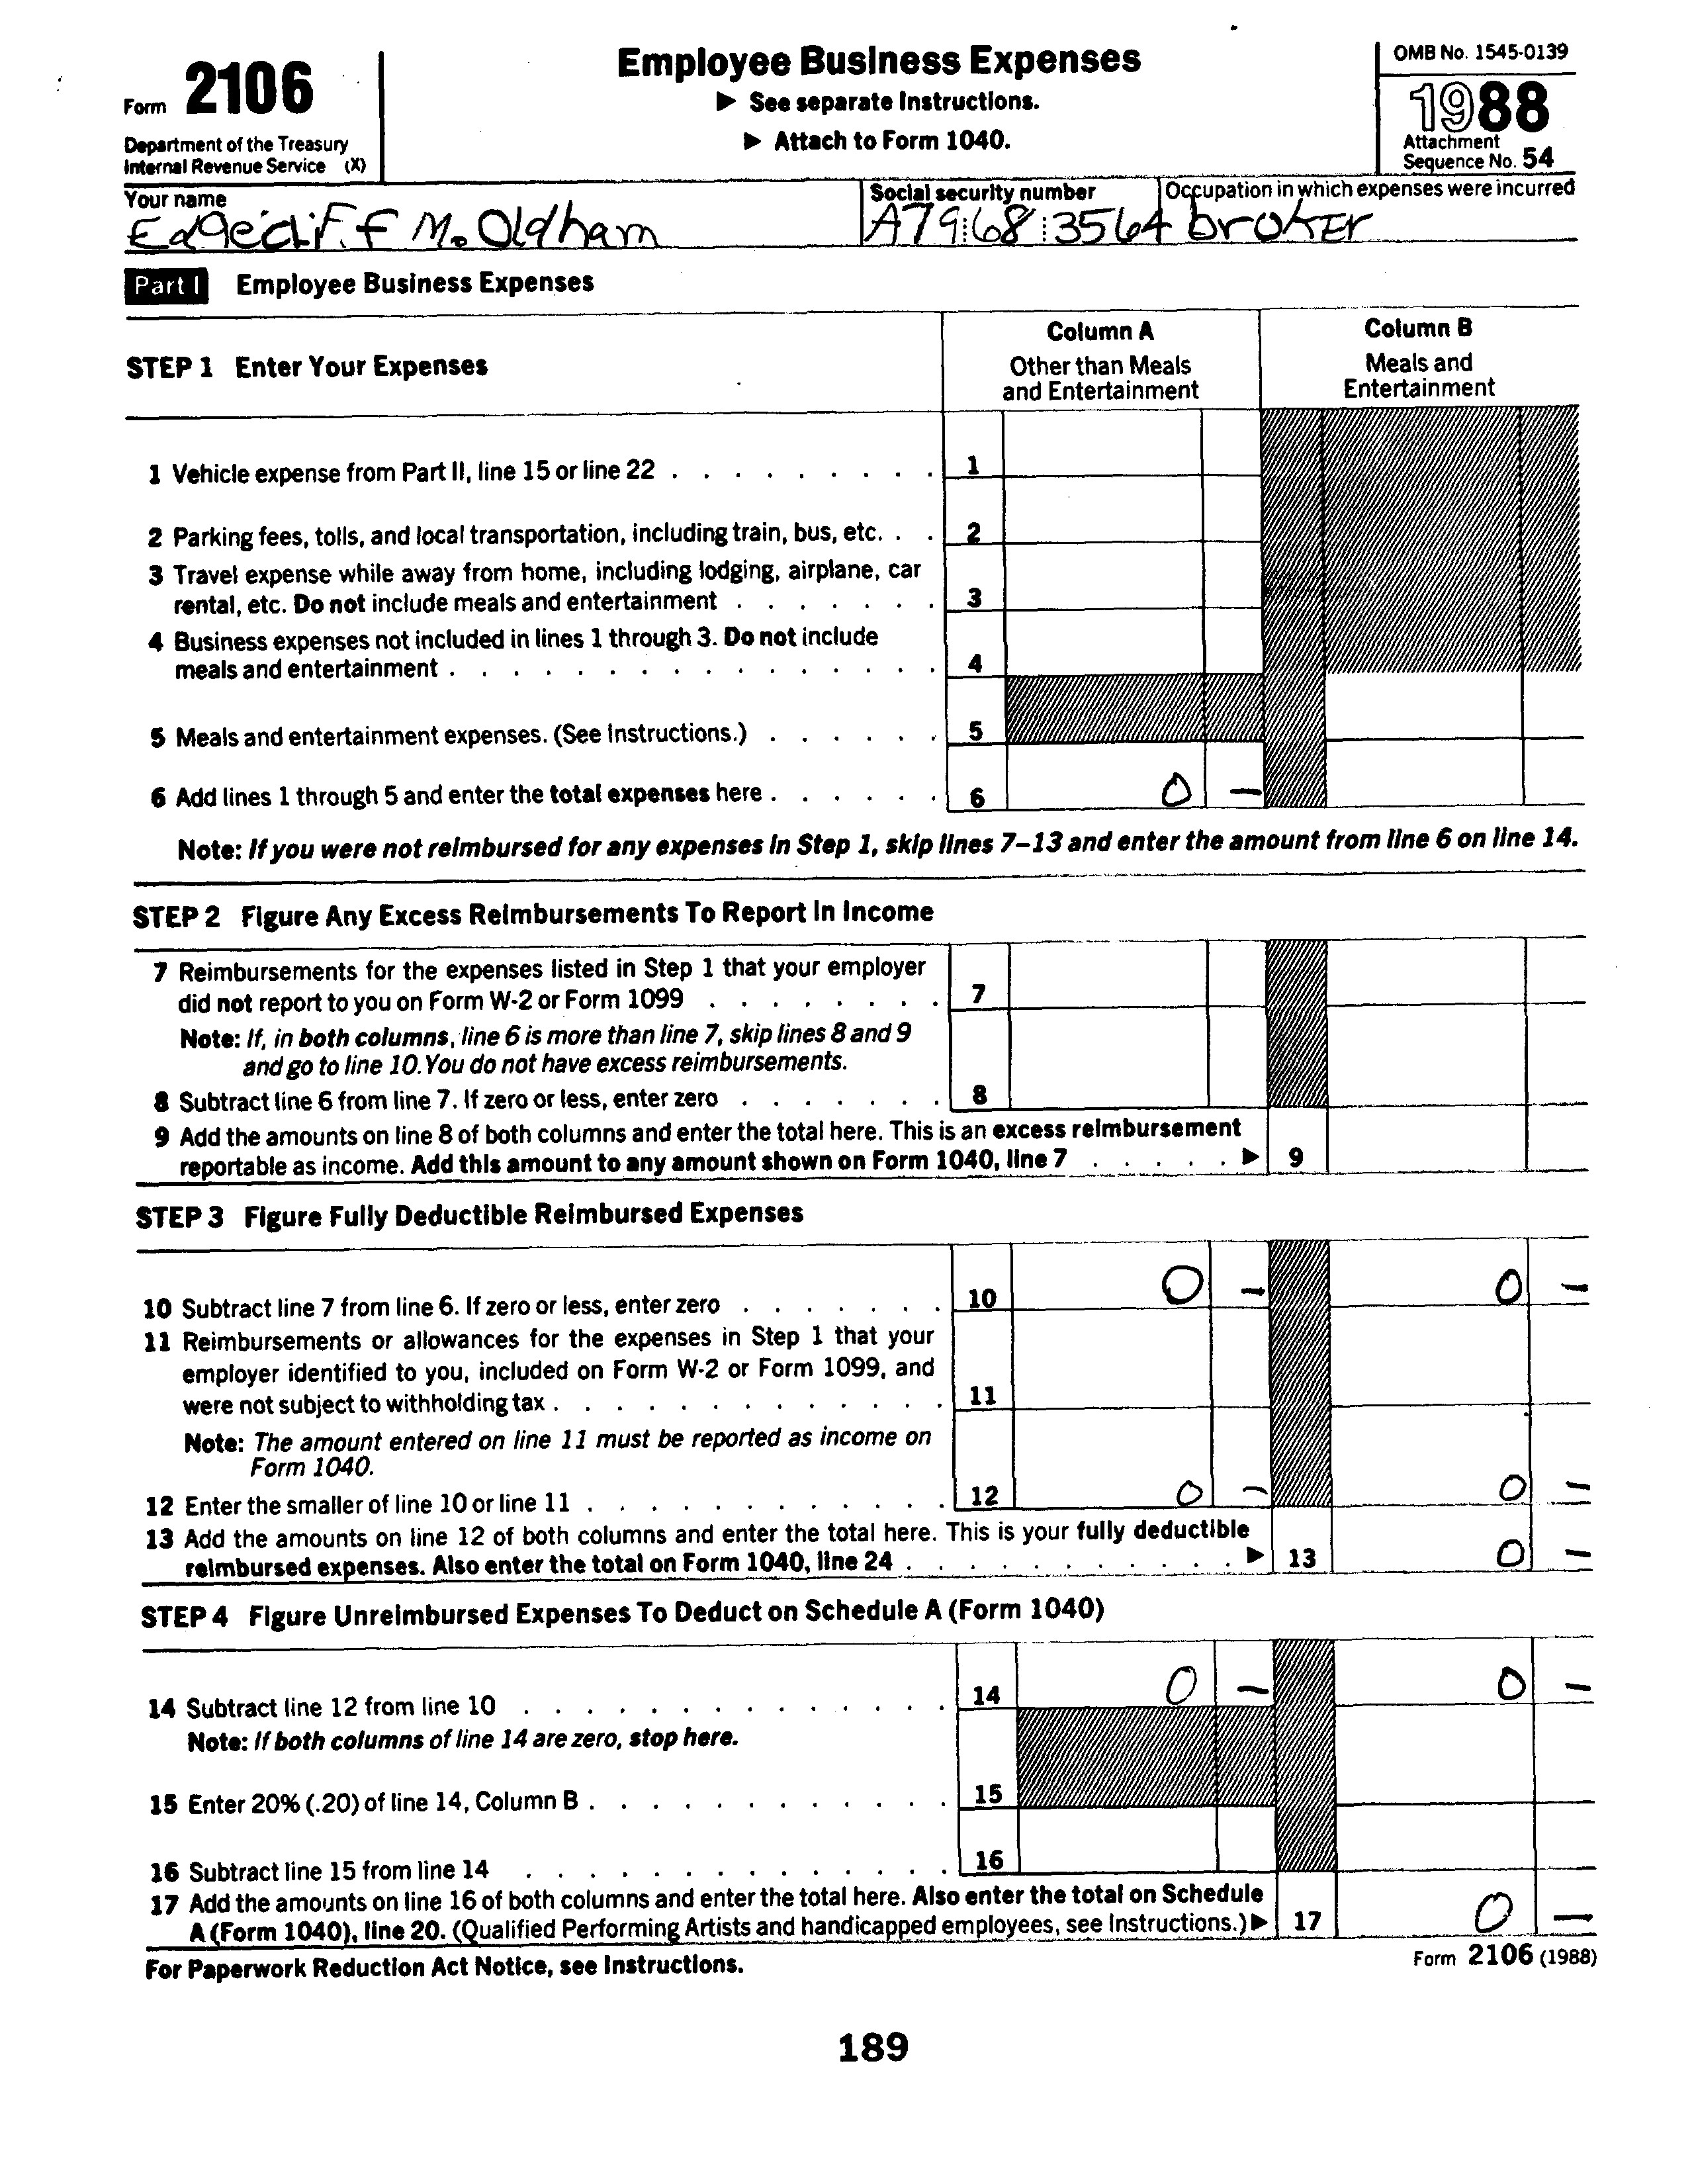 Form 2106
Department of the Treasury
Internal Revenue Service (X)
Employee Business Expenses
▶ See separate Instructions.
▶ Attach to Form 1040.
OMB No. 1545-0139
1988
Attachment
Sequence No. 54
Your name
Edgecliff M. Oldham
Social security number
A79 68 3564
Occupation in which expenses were incurred
broker
Part I Employee Business Expenses
STEP 1 Enter Your Expenses
Column A
Other than Meals
and Entertainment
Column B
Meals and
Entertainment
1 Vehicle expense from Part II, line 15 or line 22 . . . . . . . . . 1
2 Parking fees, tolls, and local transportation, including train, bus, etc. . . 2
3 Travel expense while away from home, including lodging, airplane, car
rental, etc. Do not include meals and entertainment . . . . . . . 3
4 Business expenses not included in lines 1 through 3. Do not include
meals and entertainment . . . . . . . . . . . . . . . . 4
5 Meals and entertainment expenses. (See Instructions.) . . . . . . 5
6 Add lines 1 through 5 and enter the total expenses here . . . . . . 6 0 –
Note: If you were not reimbursed for any expenses in Step 1, skip lines 7–13 and enter the amount from line 6 on line 14.
STEP 2 Figure Any Excess Reimbursements To Report In Income
7 Reimbursements for the expenses listed in Step 1 that your employer
did not report to you on Form W-2 or Form 1099 . . . . . . . . 7
Note: If, in both columns, line 6 is more than line 7, skip lines 8 and 9
and go to line 10. You do not have excess reimbursements.
8 Subtract line 6 from line 7. If zero or less, enter zero . . . . . . . 8
9 Add the amounts on line 8 of both columns and enter the total here. This is an excess reimbursement
reportable as income. Add this amount to any amount shown on Form 1040, line 7 . . . . . ▶ 9
STEP 3 Figure Fully Deductible Reimbursed Expenses
10 Subtract line 7 from line 6. If zero or less, enter zero . . . . . . . 10 0 – 0 –
11 Reimbursements or allowances for the expenses in Step 1 that your
employer identified to you, included on Form W-2 or Form 1099, and
were not subject to withholding tax . . . . . . . . . . . . . 11
Note: The amount entered on line 11 must be reported as income on
Form 1040.
12 Enter the smaller of line 10 or line 11 . . . . . . . . . . . . 12 0 – 0 –
13 Add the amounts on line 12 of both columns and enter the total here. This is your fully deductible
reimbursed expenses. Also enter the total on Form 1040, line 24 . . . . . . . . . . . ▶ 13 0 –
STEP 4 Figure Unreimbursed Expenses To Deduct on Schedule A (Form 1040)
14 Subtract line 12 from line 10 . . . . . . . . . . . . . . 14 0 – 0 –
Note: If both columns of line 14 are zero, stop here.
15 Enter 20% (.20) of line 14, Column B . . . . . . . . . . . . 15
16 Subtract line 15 from line 14 . . . . . . . . . . . . . . 16
17 Add the amounts on line 16 of both columns and enter the total here. Also enter the total on Schedule
A (Form 1040), line 20. (Qualified Performing Artists and handicapped employees, see Instructions.) ▶ 17 0 –
For Paperwork Reduction Act Notice, see Instructions.
Form 2106 (1988)
189